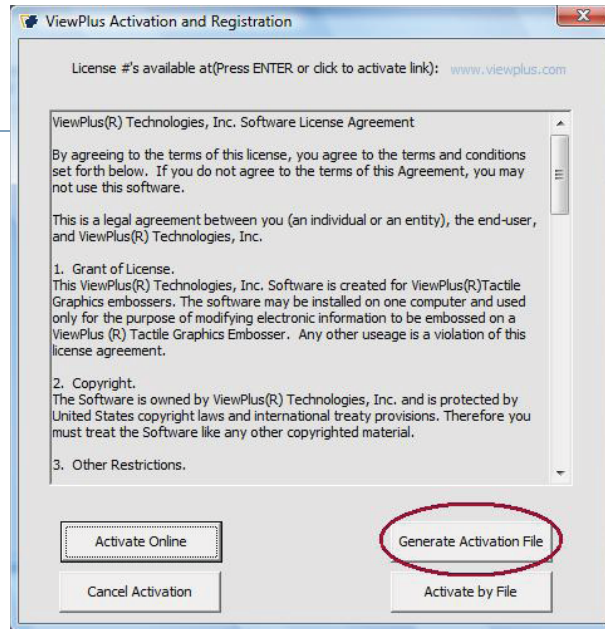 ViewPlus Activation and Registration
License #'s available at(Press ENTER or click to activate link): www.viewplus.com
ViewPlus(R) Technologies, Inc. Software License Agreement
By agreeing to the terms of this license, you agree to the terms and conditions
set forth below. If you do not agree to the terms of this Agreement, you may
not use this software.
This is a legal agreement between you (an individual or an entity), the end-user,
and ViewPlus(R) Technologies, Inc.
1. Grant of License.
This ViewPlus(R) Technologies, Inc. Software is created for ViewPlus(R)Tactile
Graphics embossers. The software may be installed on one computer and used
only for the purpose of modifying electronic information to be embossed on a
ViewPlus (R) Tactile Graphics Embosser. Any other useage is a violation of this
license agreement.
2. Copyright.
The Software is owned by ViewPlus(R) Technologies, Inc. and is protected by
United States copyright laws and international treaty provisions. Therefore you
must treat the Software like any other copyrighted material.
3. Other Restrictions.
Activate Online
Generate Activation File
Cancel Activation
Activate by File